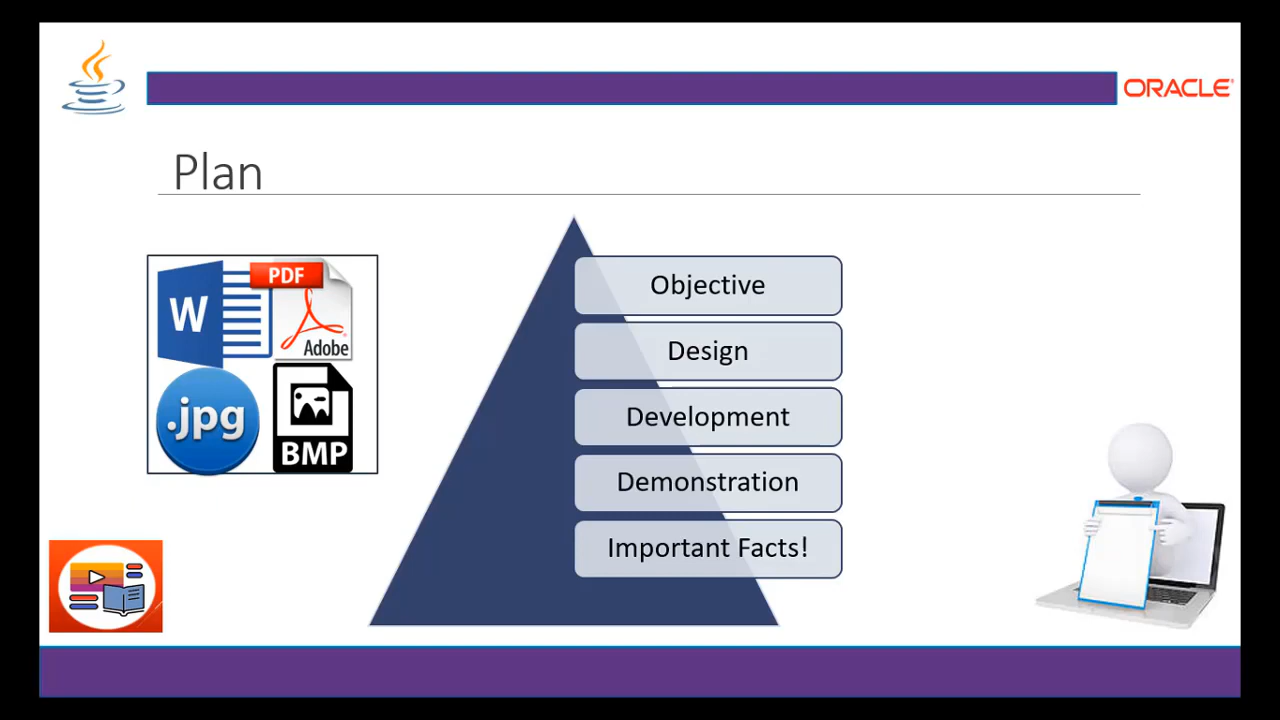 ORACLE
Plan
W
PDF
Adobe
.jpg
BMP
Objective
Design
Development
Demonstration
Important Facts!